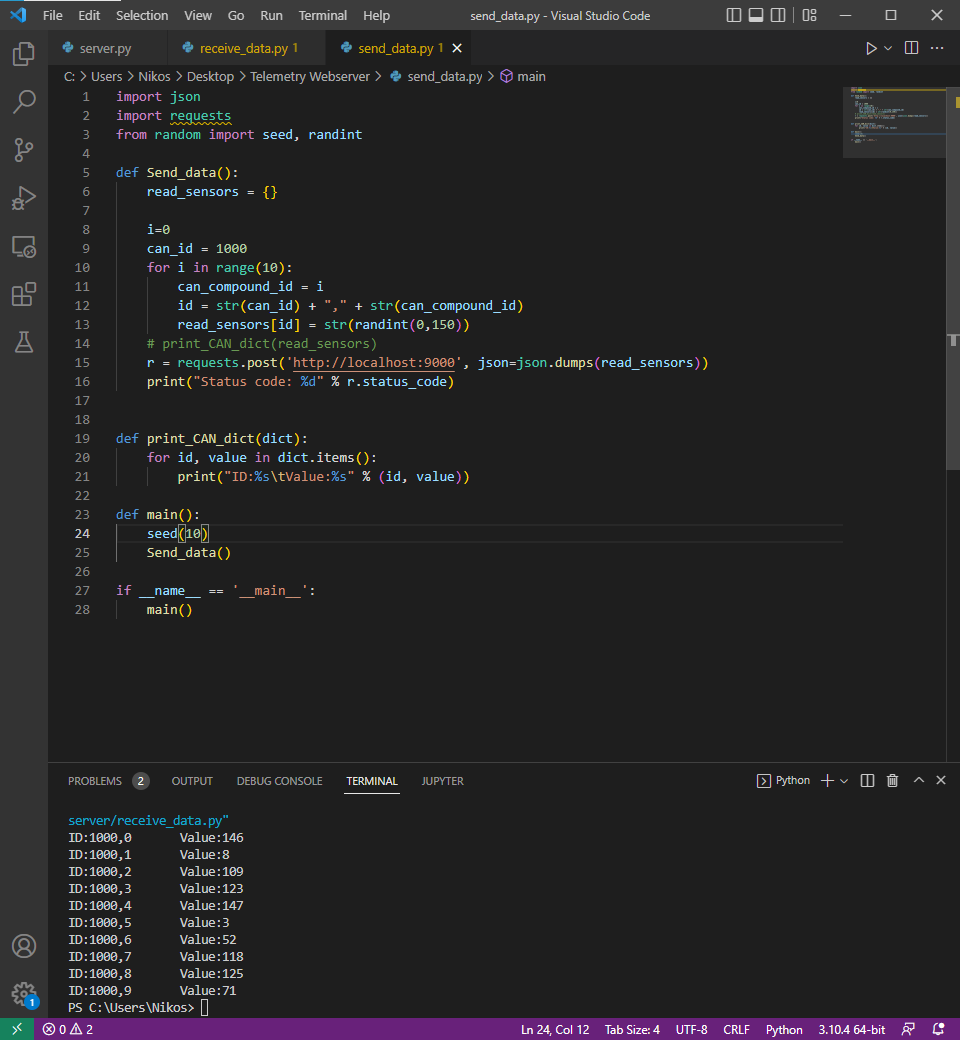 File Edit Selection View Go Run Terminal Help send_data.py - Visual Studio Code
server.py receive_data.py 1 send_data.py 1
C: > Users > Nikos > Desktop > Telemetry Webserver > send_data.py > main
1 import json
2 import requests
3 from random import seed, randint
4
5 def Send_data():
6 read_sensors = {}
7
8 i=0
9 can_id = 1000
10 for i in range(10):
11 can_compound_id = i
12 id = str(can_id) + "," + str(can_compound_id)
13 read_sensors[id] = str(randint(0,150))
14 # print_CAN_dict(read_sensors)
15 r = requests.post('http://localhost:9000', json=json.dumps(read_sensors))
16 print("Status code: %d" % r.status_code)
17
18
19 def print_CAN_dict(dict):
20 for id, value in dict.items():
21 print("ID:%s\tValue:%s" % (id, value))
22
23 def main():
24 seed(10)
25 Send_data()
26
27 if __name__ == '__main__':
28 main()
PROBLEMS 2 OUTPUT DEBUG CONSOLE TERMINAL JUPYTER Python
server/receive_data.py"
ID:1000,0 Value:146
ID:1000,1 Value:8
ID:1000,2 Value:109
ID:1000,3 Value:123
ID:1000,4 Value:147
ID:1000,5 Value:3
ID:1000,6 Value:52
ID:1000,7 Value:118
ID:1000,8 Value:125
ID:1000,9 Value:71
PS C:\Users\Nikos>
1
0 2 Ln 24, Col 12 Tab Size: 4 UTF-8 CRLF Python 3.10.4 64-bit